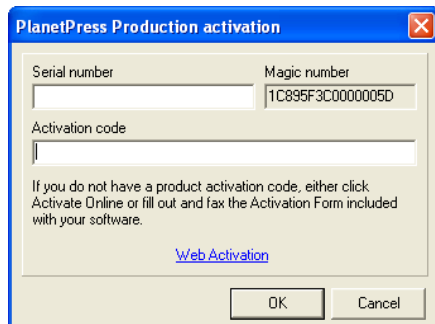 PlanetPress Production activation
Serial number Magic number
1C895F3C0000005D
Activation code
If you do not have a product activation code, either click
Activate Online or fill out and fax the Activation Form included
with your software.
Web Activation
OK Cancel